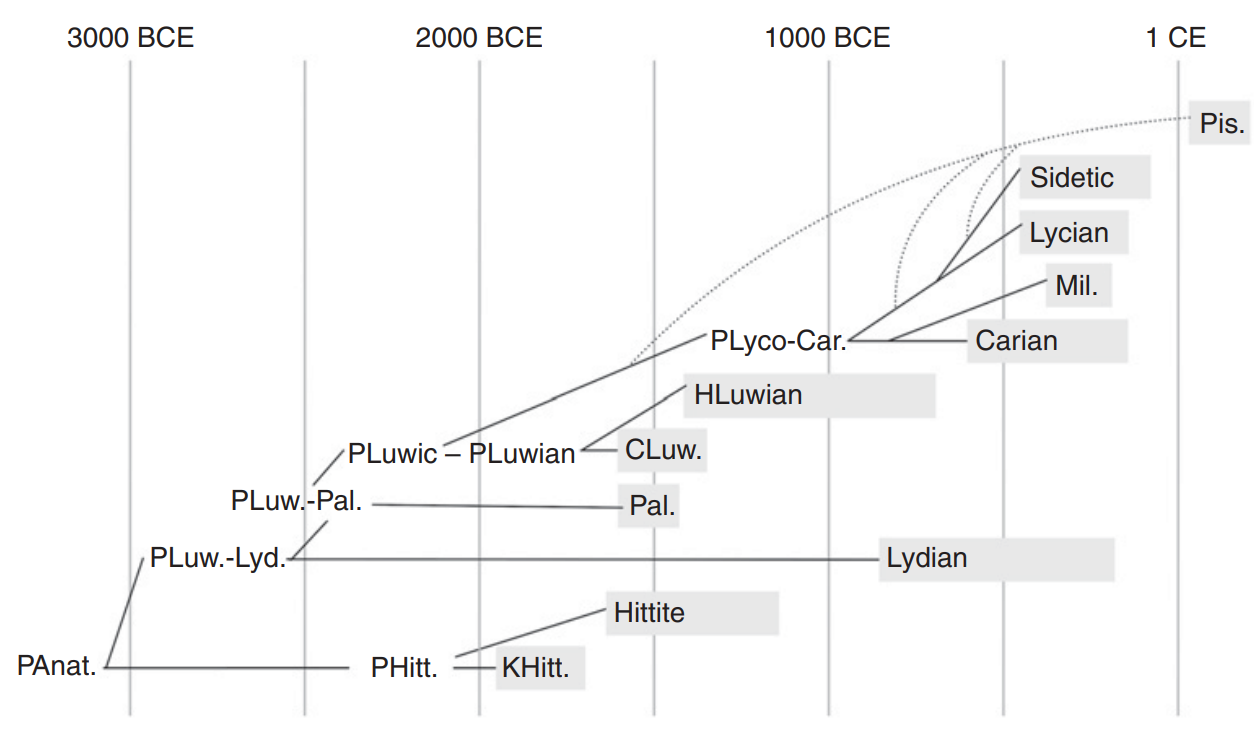 3000 BCE 2000 BCE 1000 BCE 1 CE
Pis.
Sidetic
Lycian
Mil.
PLyco-Car. Carian
HLuwian
PLuwic – PLuwian CLuw.
PLuw.-Pal. Pal.
PLuw.-Lyd. Lydian
Hittite
PAnat. PHitt. KHitt.